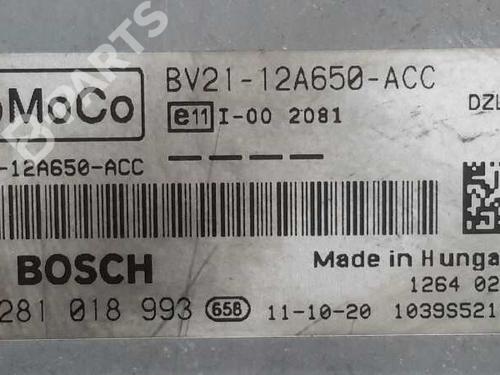 B PARTS
MoCo
BV21-12A650-ACC
e11 I-00 2081
DZL
-12A650-ACC
BOSCH
Made in Hunga
1264 02
281 018 993 658 11-10-20 1039S521